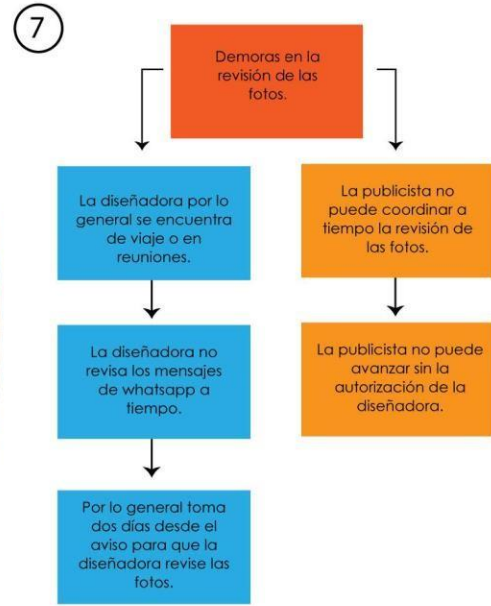 7
Demoras en la
revisión de las
fotos.
La diseñadora por lo
general se encuentra
de viaje o en
reuniones.
La diseñadora no
revisa los mensajes
de whatsapp a
tiempo.
Por lo general toma
dos días desde el
aviso para que la
diseñadora revise las
fotos.
La publicista no
puede coordinar a
tiempo la revisión de
las fotos.
La publicista no puede
avanzar sin la
autorización de la
diseñadora.